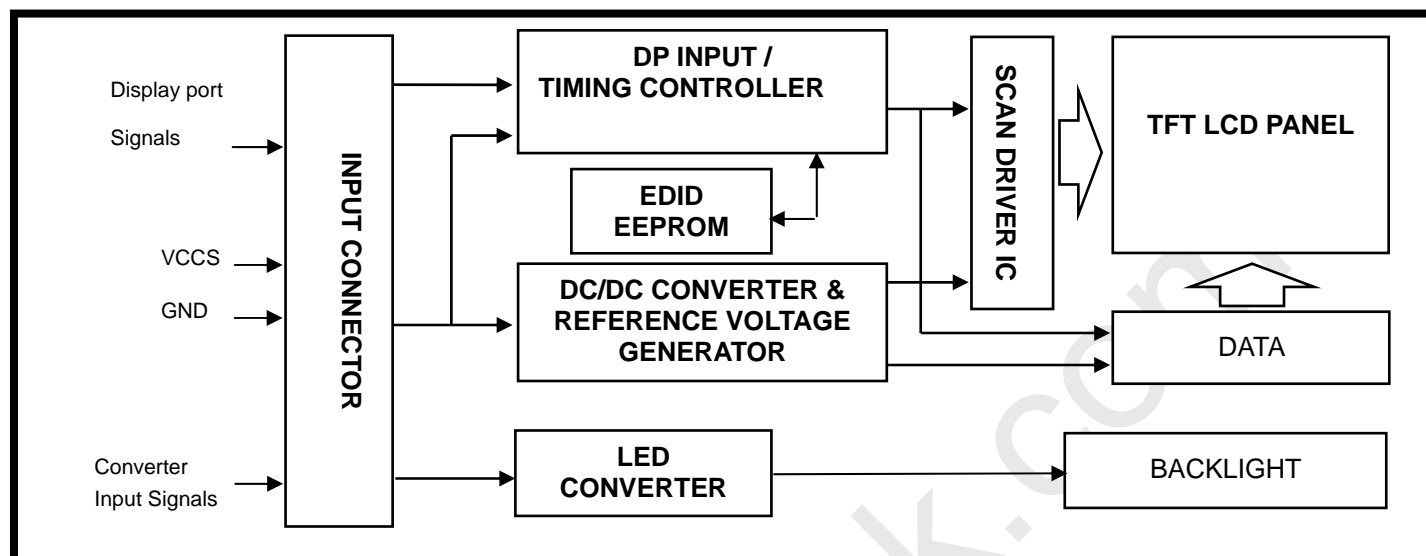 Display port
Signals
VCCS
GND
Converter
Input Signals
INPUT CONNECTOR
DP INPUT /
TIMING CONTROLLER
EDID
EEPROM
DC/DC CONVERTER &
REFERENCE VOLTAGE
GENERATOR
LED
CONVERTER
SCAN DRIVER IC
TFT LCD PANEL
DATA
BACKLIGHT
k.com